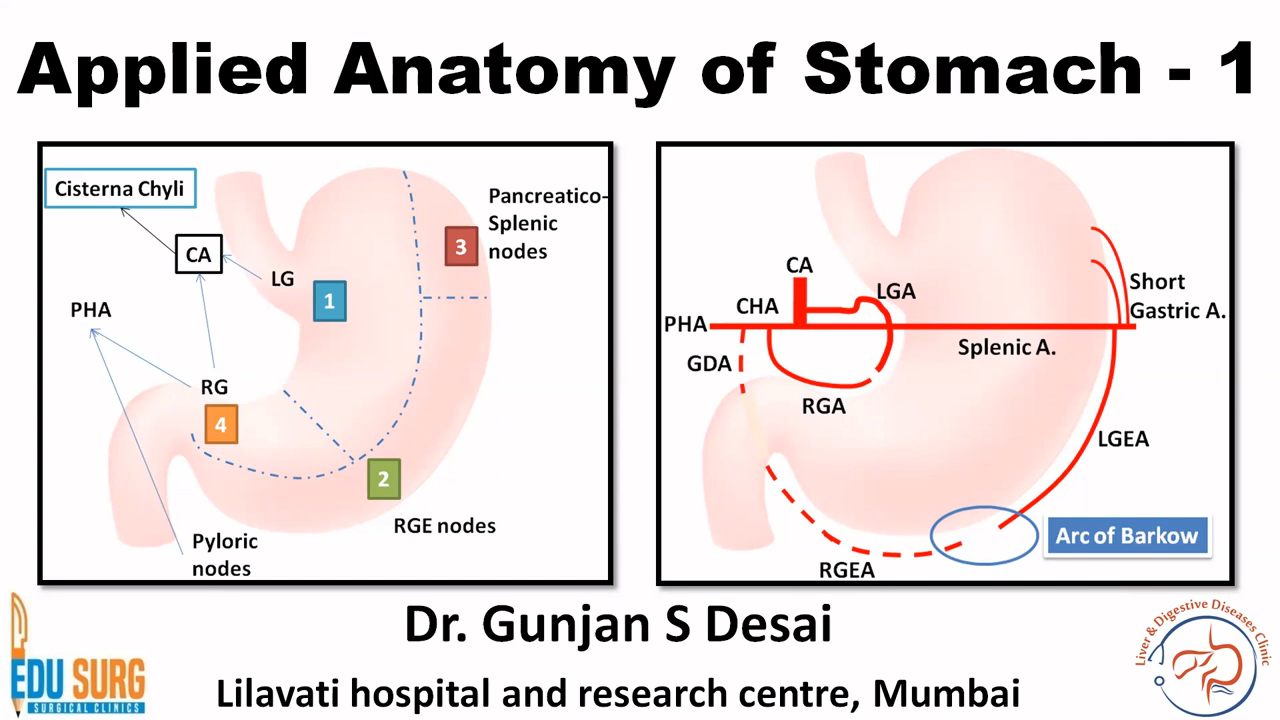 Applied Anatomy of Stomach - 1
Cisterna Chyli
CA
LG
1
PHA
RG
4
2
3
Pancreatico-
Splenic
nodes
RGE nodes
Pyloric
nodes
CA
LGA
CHA
PHA
GDA
RGA
Splenic A.
Short
Gastric A.
LGEA
Arc of Barkow
RGEA
Dr. Gunjan S Desai
Lilavati hospital and research centre, Mumbai
EDU SURG
SURGICAL CLINICS
Liver & Digestive Diseases Clinic